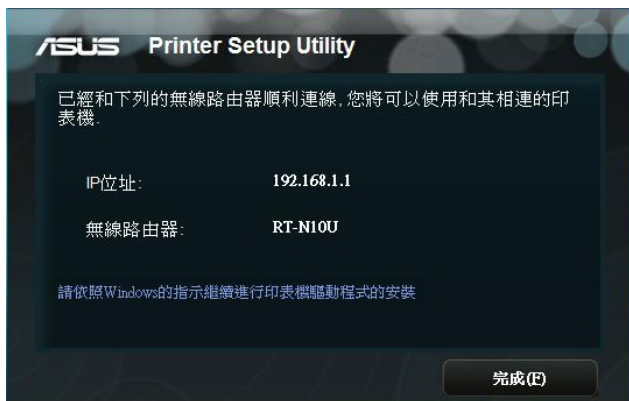 ASUS Printer Setup Utility
已經和下列的無線路由器順利連線,您將可以使用和其相連的印
表機.
IP位址: 192.168.1.1
無線路由器: RT-N10U
請依照Windows的指示繼續進行印表機驅動程式的安裝
完成(F)